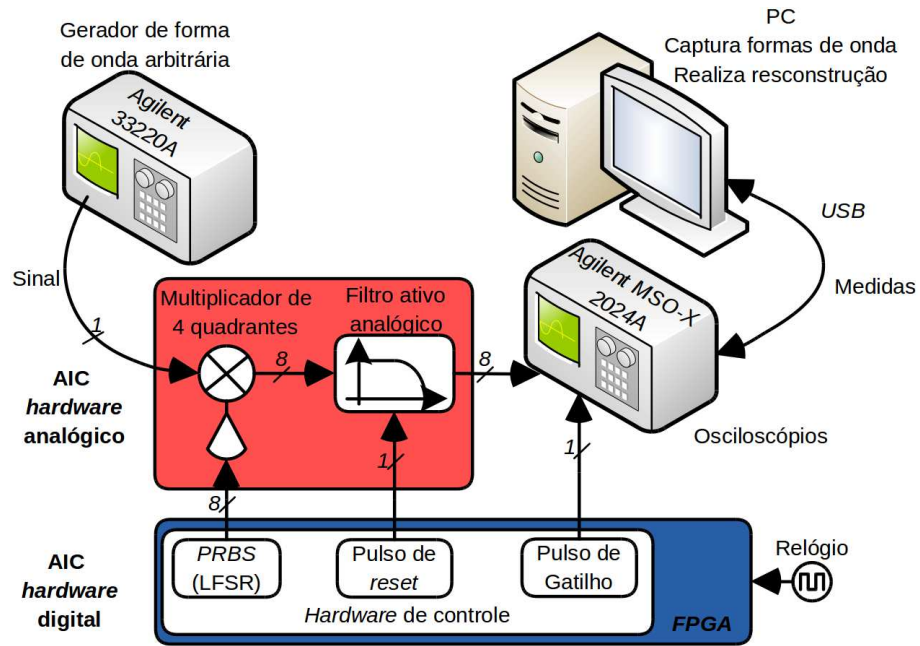 Gerador de forma
de onda arbitrária
Agilent
33220A
PC
Captura formas de onda
Realiza resconstrução
USB
Medidas
Agilent MSO-X
2024A
Osciloscópios
Sinal
1
Multiplicador de
4 quadrantes
Filtro ativo
analógico
8
8
AIC
hardware
analógico
1
1
8
PRBS
(LFSR)
Pulso de
reset
Pulso de
Gatilho
Hardware de controle
FPGA
Relógio
AIC
hardware
digital